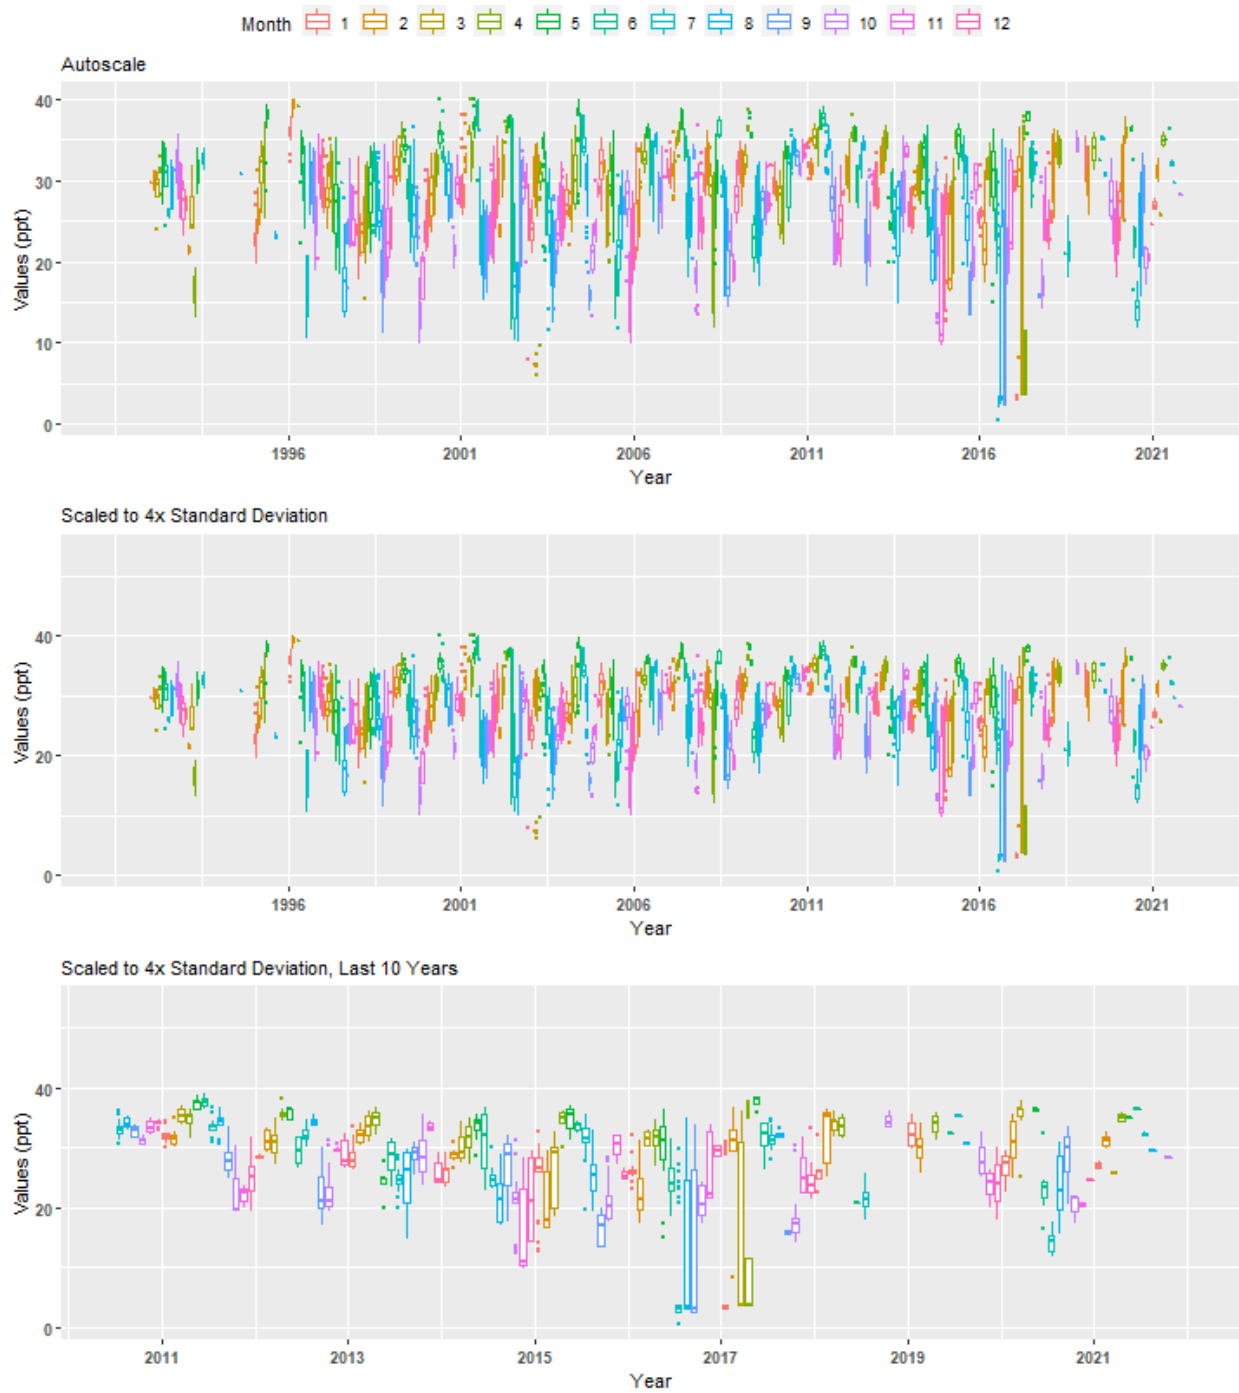 Month 1 2 3 4 5 6 7 8 9 10 11 12
Autoscale
40
30
20
10
0
Values (ppt)
1996 2001 2006 2011 2016 2021
Year
Scaled to 4x Standard Deviation
40
20
0
Values (ppt)
1996 2001 2006 2011 2016 2021
Year
Scaled to 4x Standard Deviation, Last 10 Years
40
20
0
Values (ppt)
2011 2013 2015 2017 2019 2021
Year